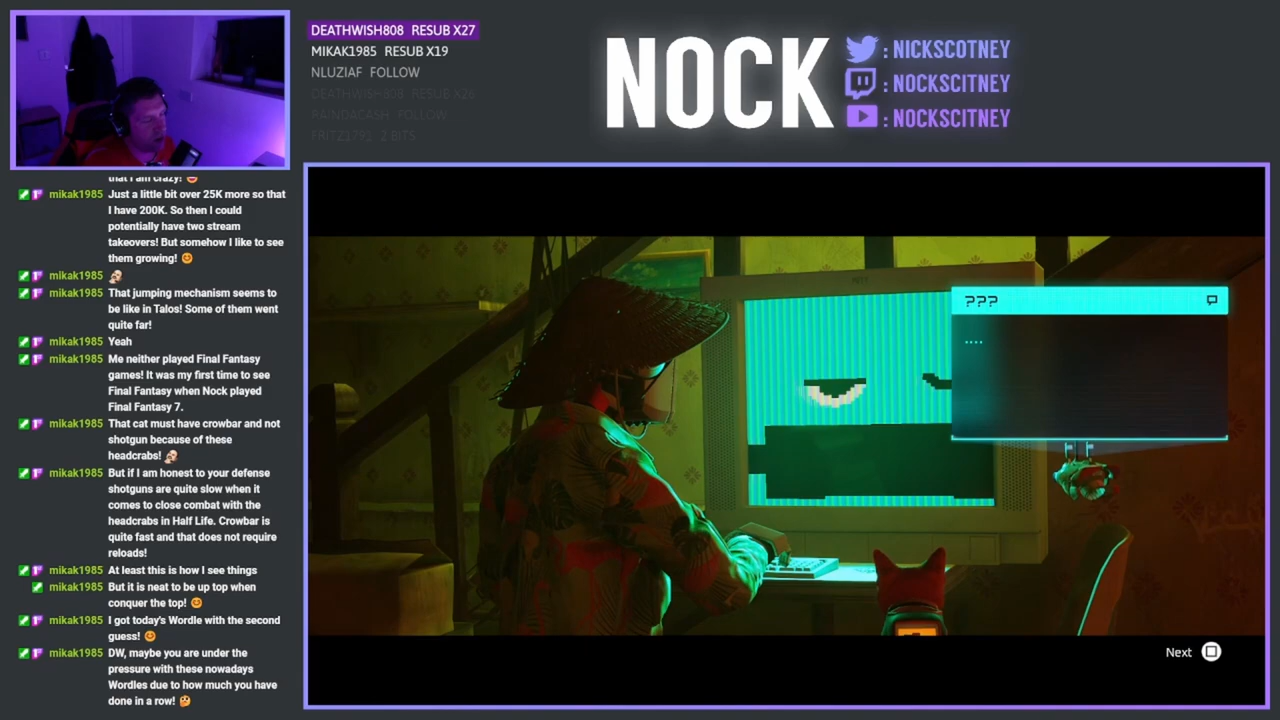 DEATHWISH808 RESUB X27
MIKAK1985 RESUB X19
NLUZIAF FOLLOW
DEATHWISH808 RESUB X26
RAINDACASH FOLLOW
FRITZ1791 2 BITS
NOCK
: NICKSCOTNEY
: NOCKSCITNEY
: NOCKSCITNEY
that I am crazy!
mikak1985 Just a little bit over 25K more so that
I have 200K. So then I could
potentially have two stream
takeovers! But somehow I like to see
them growing!
mikak1985
mikak1985 That jumping mechanism seems to
be like in Talos! Some of them went
quite far!
mikak1985 Yeah
mikak1985 Me neither played Final Fantasy
games! It was my first time to see
Final Fantasy when Nock played
Final Fantasy 7.
mikak1985 That cat must have crowbar and not
shotgun because of these
headcrabs!
mikak1985 But if I am honest to your defense
shotguns are quite slow when it
comes to close combat with the
headcrabs in Half Life. Crowbar is
quite fast and that does not require
reloads!
mikak1985 At least this is how I see things
mikak1985 But it is neat to be up top when
conquer the top!
mikak1985 I got today's Wordle with the second
guess!
mikak1985 DW, maybe you are under the
pressure with these nowadays
Wordles due to how much you have
done in a row!
???
....
Next